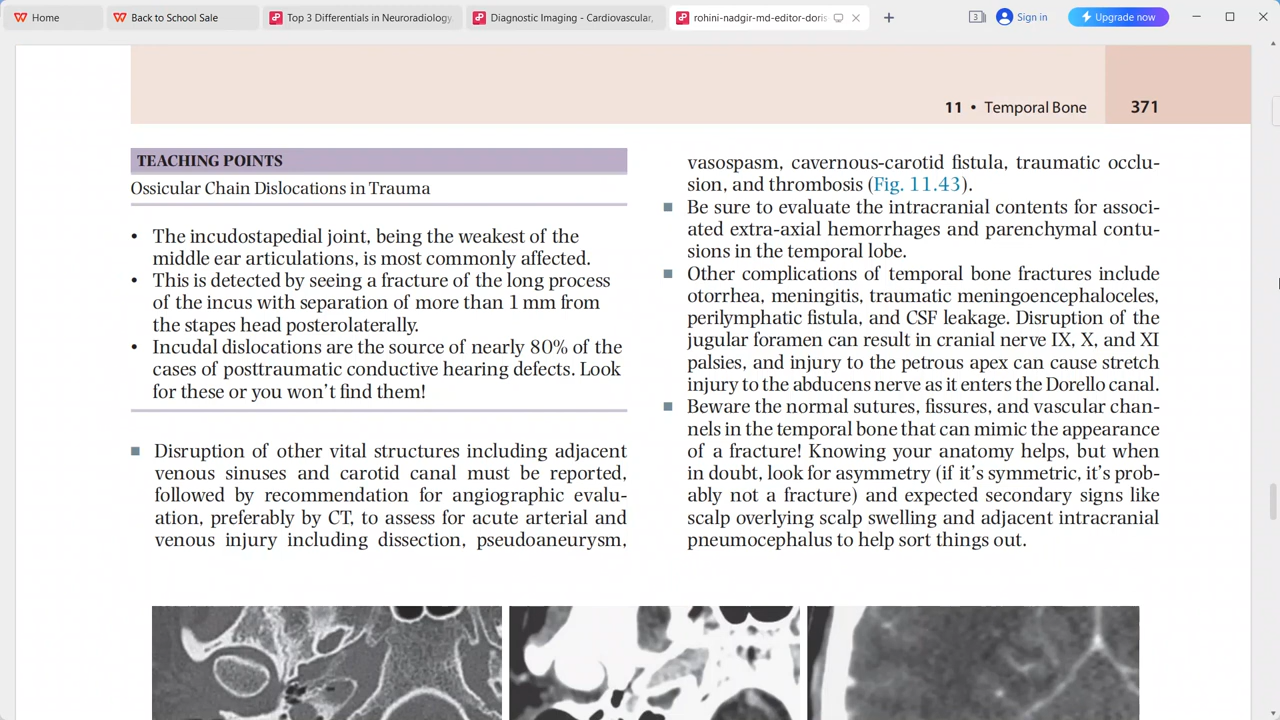 Home
Back to School Sale
Top 3 Differentials in Neuroradiology
Diagnostic Imaging - Cardiovascular,
rohini-nadgir-md-editor-doris
3
Sign in
Upgrade now
11 • Temporal Bone
371
TEACHING POINTS
Ossicular Chain Dislocations in Trauma
• The incudostapedial joint, being the weakest of the
middle ear articulations, is most commonly affected.
• This is detected by seeing a fracture of the long process
of the incus with separation of more than 1 mm from
the stapes head posterolaterally.
• Incudal dislocations are the source of nearly 80% of the
cases of posttraumatic conductive hearing defects. Look
for these or you won't find them!
■ Disruption of other vital structures including adjacent
venous sinuses and carotid canal must be reported,
followed by recommendation for angiographic evalu-
ation, preferably by CT, to assess for acute arterial and
venous injury including dissection, pseudoaneurysm,
vasospasm, cavernous-carotid fistula, traumatic occlu-
sion, and thrombosis (Fig. 11.43).
■ Be sure to evaluate the intracranial contents for associ-
ated extra-axial hemorrhages and parenchymal contu-
sions in the temporal lobe.
■ Other complications of temporal bone fractures include
otorrhea, meningitis, traumatic meningoencephaloceles,
perilymphatic fistula, and CSF leakage. Disruption of the
jugular foramen can result in cranial nerve IX, X, and XI
palsies, and injury to the petrous apex can cause stretch
injury to the abducens nerve as it enters the Dorello canal.
■ Beware the normal sutures, fissures, and vascular chan-
nels in the temporal bone that can mimic the appearance
of a fracture! Knowing your anatomy helps, but when
in doubt, look for asymmetry (if it's symmetric, it's prob-
ably not a fracture) and expected secondary signs like
scalp overlying scalp swelling and adjacent intracranial
pneumocephalus to help sort things out.